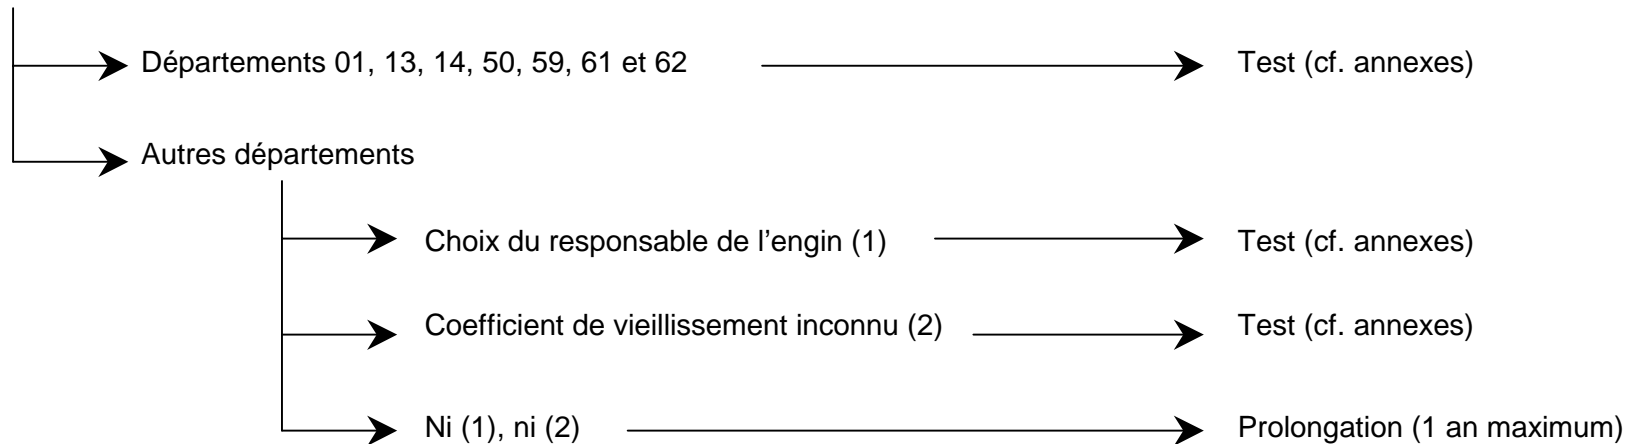 Départements 01, 13, 14, 50, 59, 61 et 62 Test (cf. annexes)
Autres départements
Choix du responsable de l’engin (1) Test (cf. annexes)
Coefficient de vieillissement inconnu (2) Test (cf. annexes)
Ni (1), ni (2) Prolongation (1 an maximum)